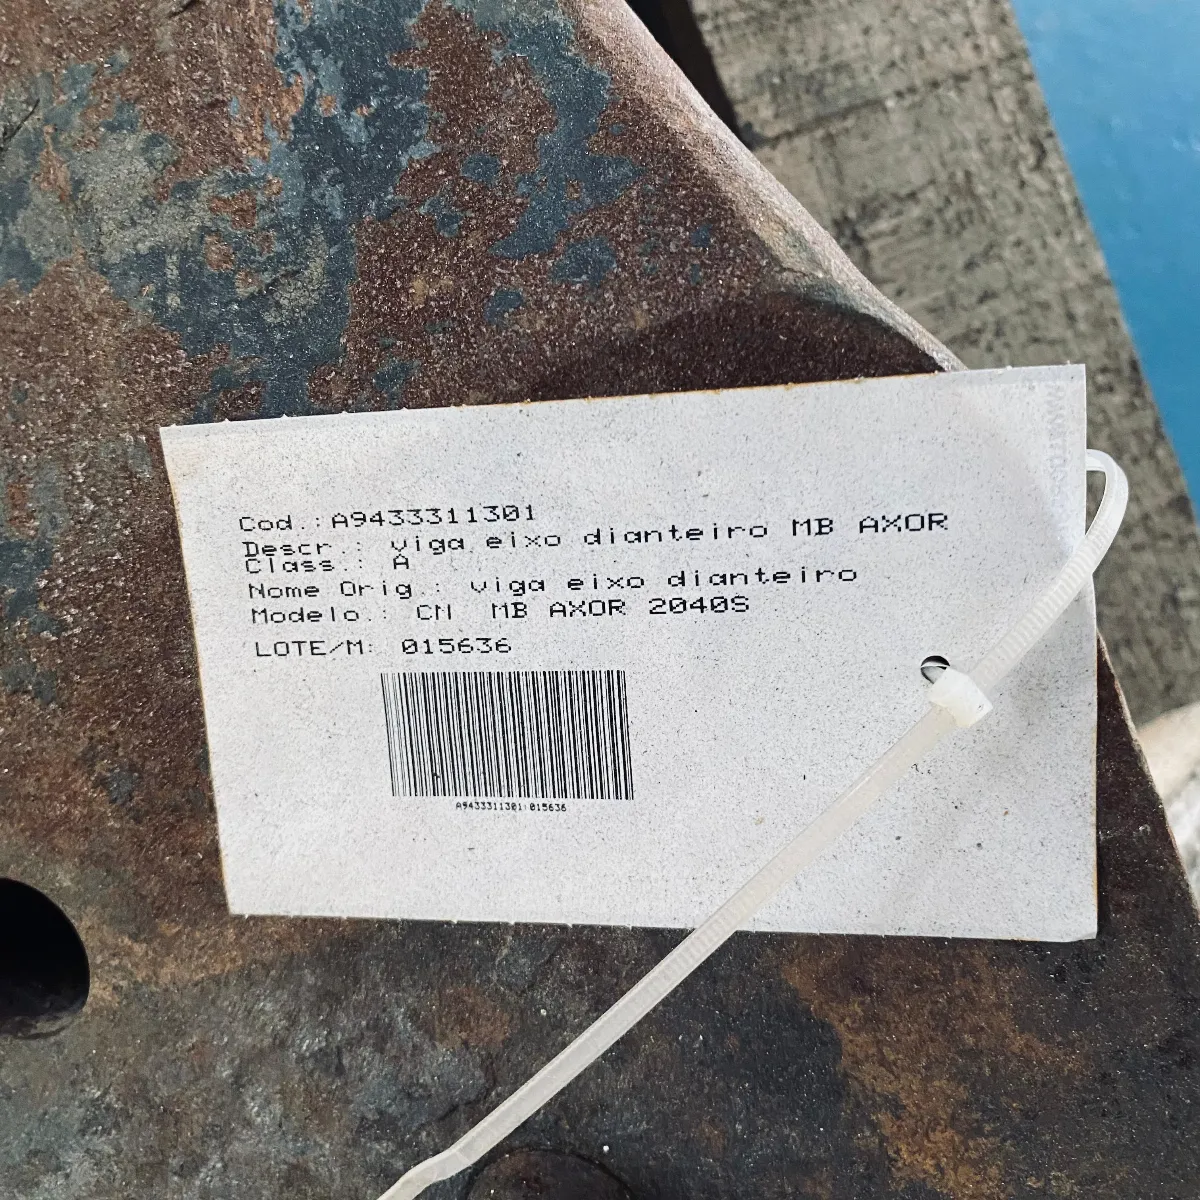 Cod.:A9433311301
Descr.: viga eixo dianteiro MB AXOR
Class.: A
Nome Orig.: viga eixo dianteiro
Modelo.: CN MB AXOR 2040S
LOTE/M: 015636
A9433311301:015636